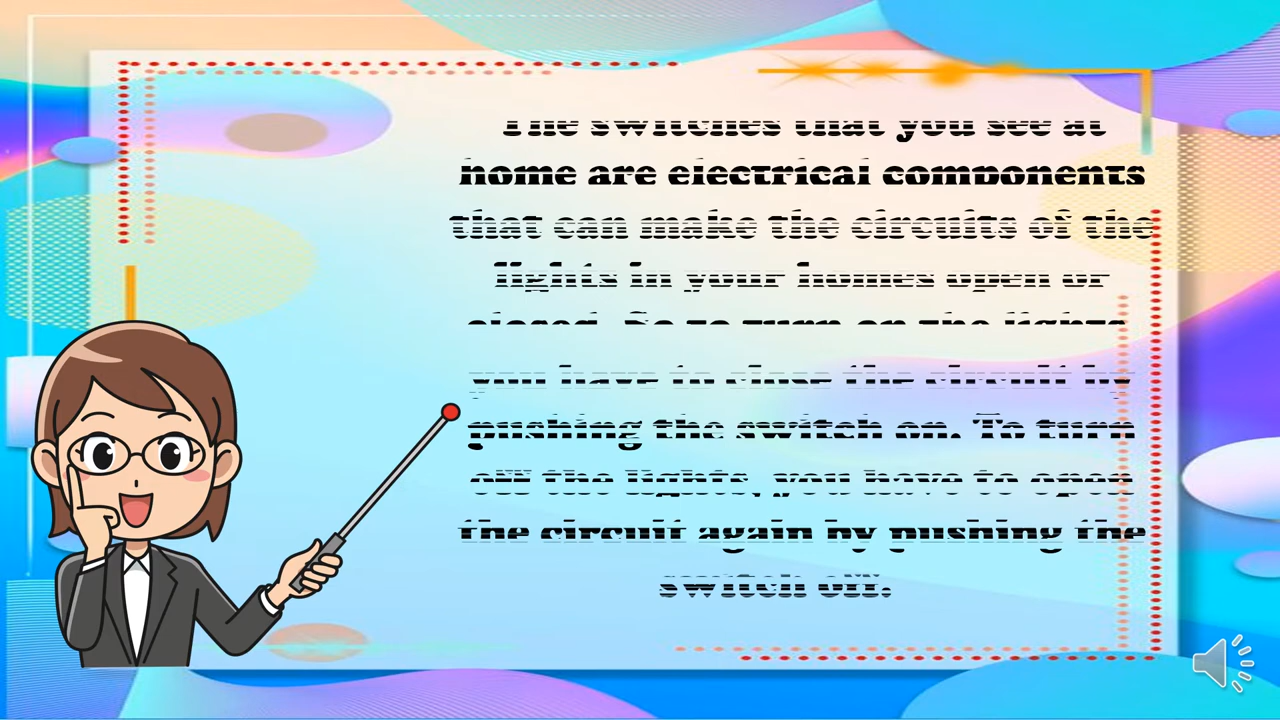 The switches that you see at
home are electrical components
that can make the circuits of the
lights in your homes open or
closed. So to turn on the lights
you have to close the circuit by
pushing the switch on. To turn
off the lights, you have to open
the circuit again by pushing the
switch off.